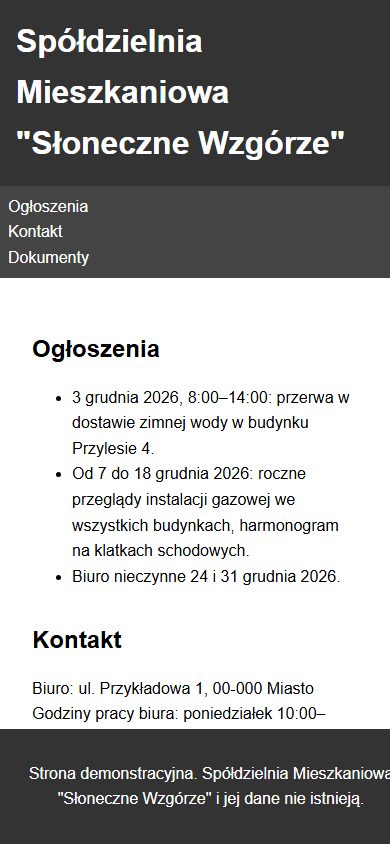 Spółdzielnia
Mieszkaniowa
"Słoneczne Wzgórze"
Ogłoszenia
Kontakt
Dokumenty
Ogłoszenia
• 3 grudnia 2026, 8:00–14:00: przerwa w
dostawie zimnej wody w budynku
Przylesie 4.
• Od 7 do 18 grudnia 2026: roczne
przeglądy instalacji gazowej we
wszystkich budynkach, harmonogram
na klatkach schodowych.
• Biuro nieczynne 24 i 31 grudnia 2026.
Kontakt
Biuro: ul. Przykładowa 1, 00-000 Miasto
Godziny pracy biura: poniedziałek 10:00–
Strona demonstracyjna. Spółdzielnia Mieszkaniowa
"Słoneczne Wzgórze" i jej dane nie istnieją.